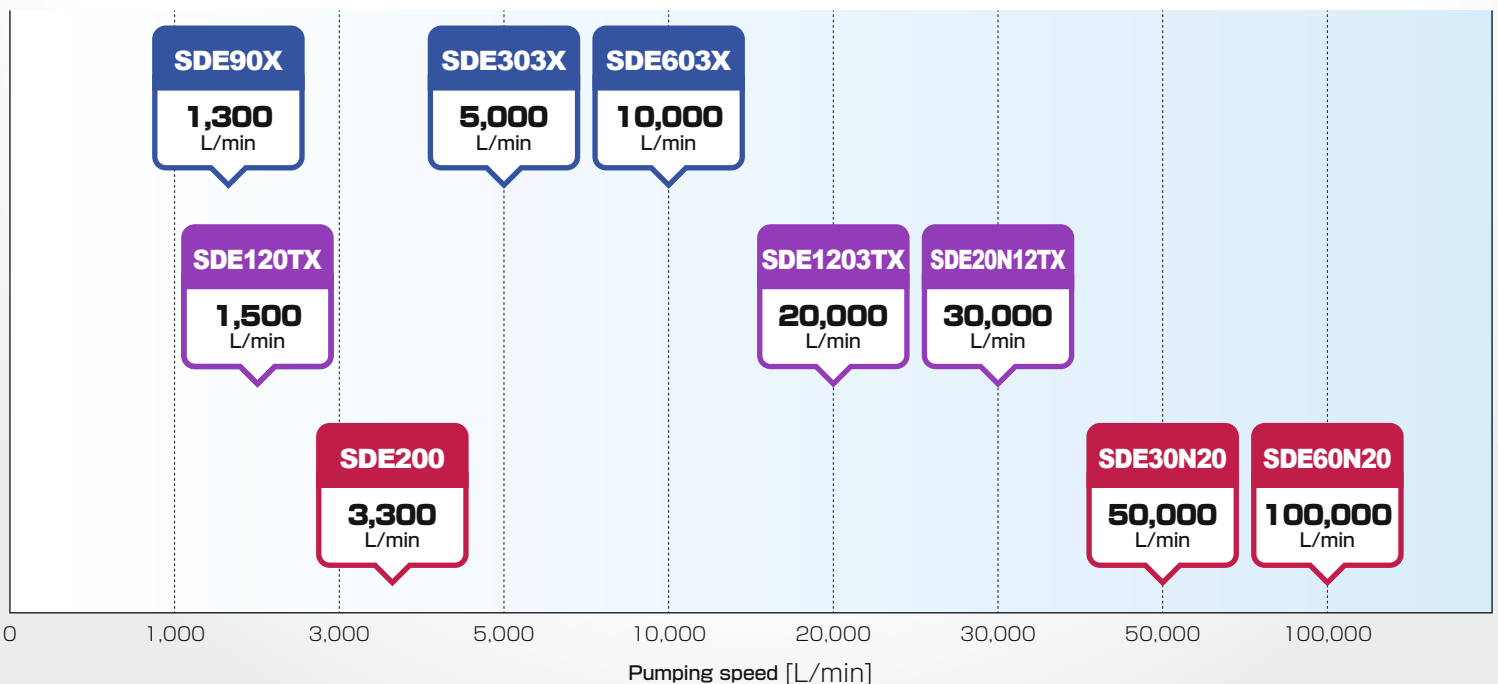 SDE90X
1,300
L/min
SDE303X
5,000
L/min
SDE603X
10,000
L/min
SDE120TX
1,500
L/min
SDE1203TX
20,000
L/min
SDE20N12TX
30,000
L/min
SDE200
3,300
L/min
SDE30N20
50,000
L/min
SDE60N20
100,000
L/min
0 1,000 3,000 5,000 10,000 20,000 30,000 50,000 100,000
Pumping speed [L/min]